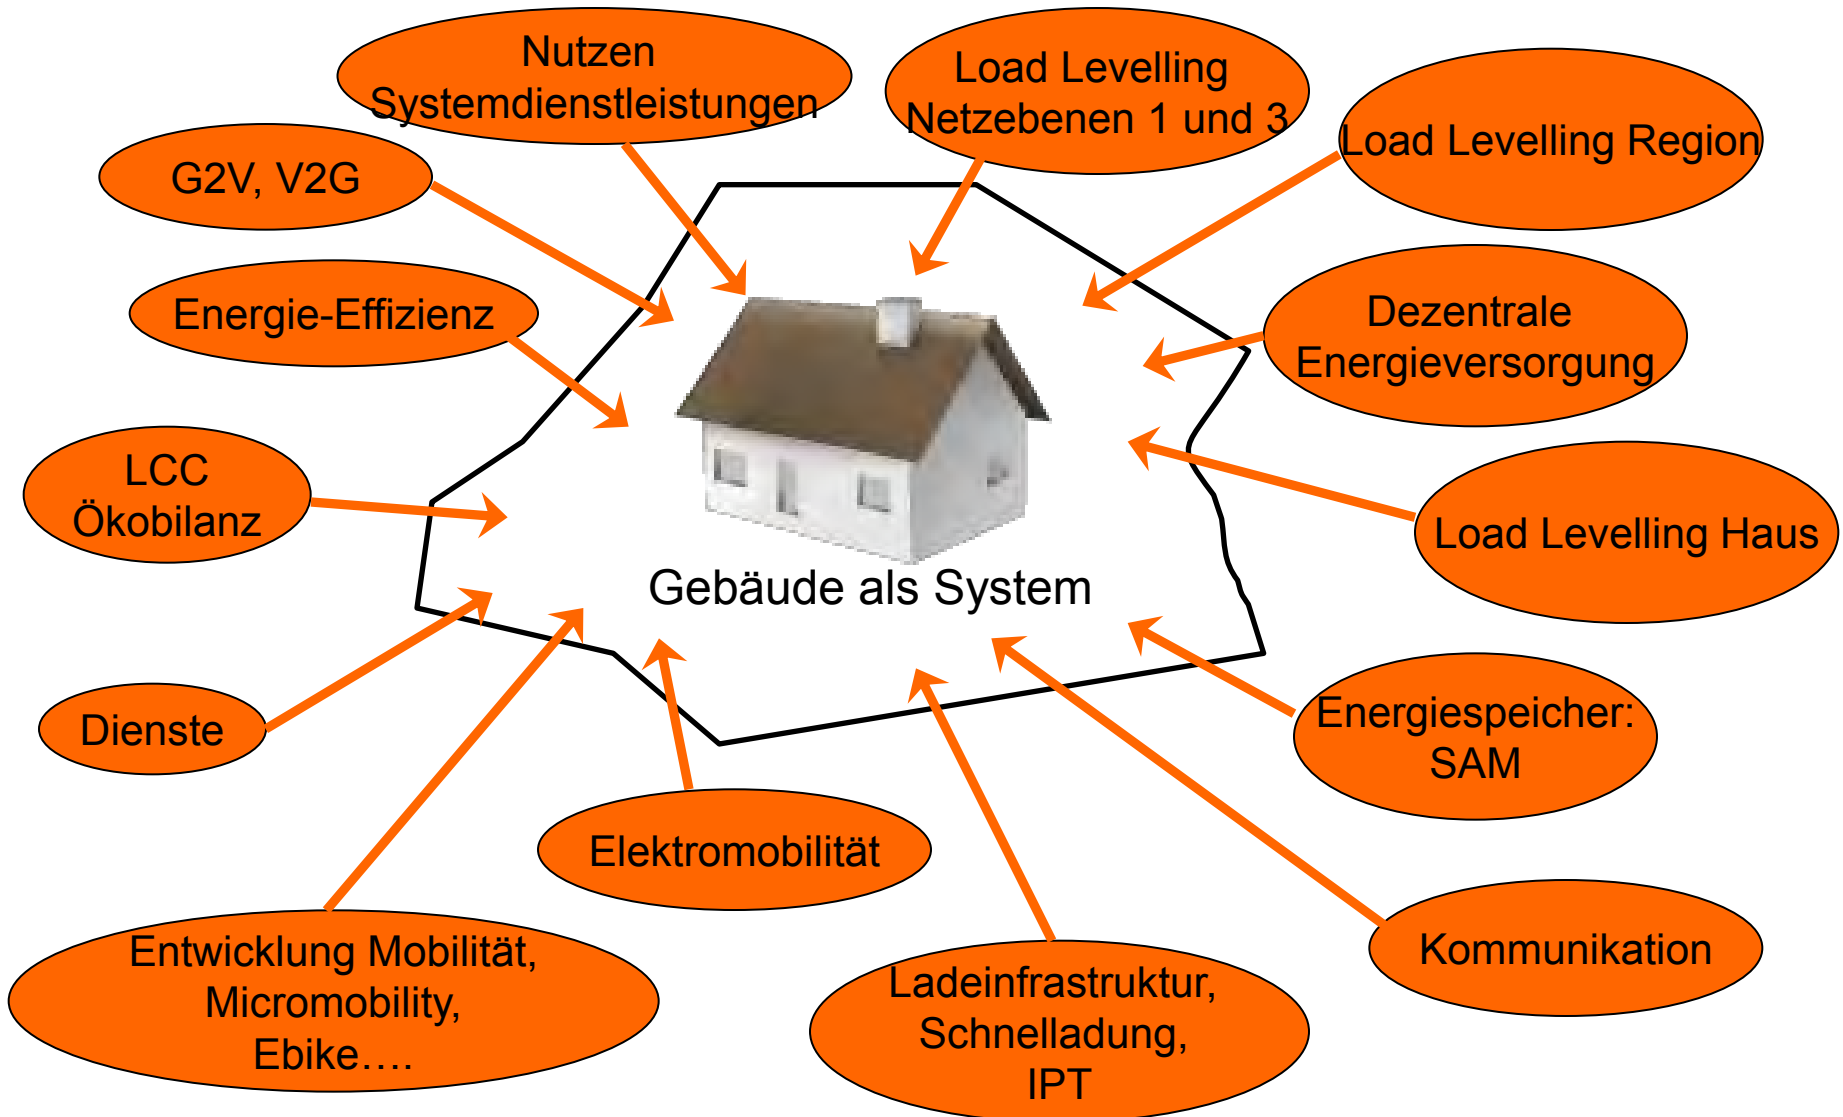 Nutzen
Systemdienstleistungen
Load Levelling
Netzebenen 1 und 3
Load Levelling Region
G2V, V2G
Energie-Effizienz
Dezentrale
Energieversorgung
LCC
Ökobilanz
Load Levelling Haus
Gebäude als System
Dienste
Energiespeicher:
SAM
Elektromobilität
Entwicklung Mobilität,
Micromobility,
Ebike….
Ladeinfrastruktur,
Schnelladung,
IPT
Kommunikation